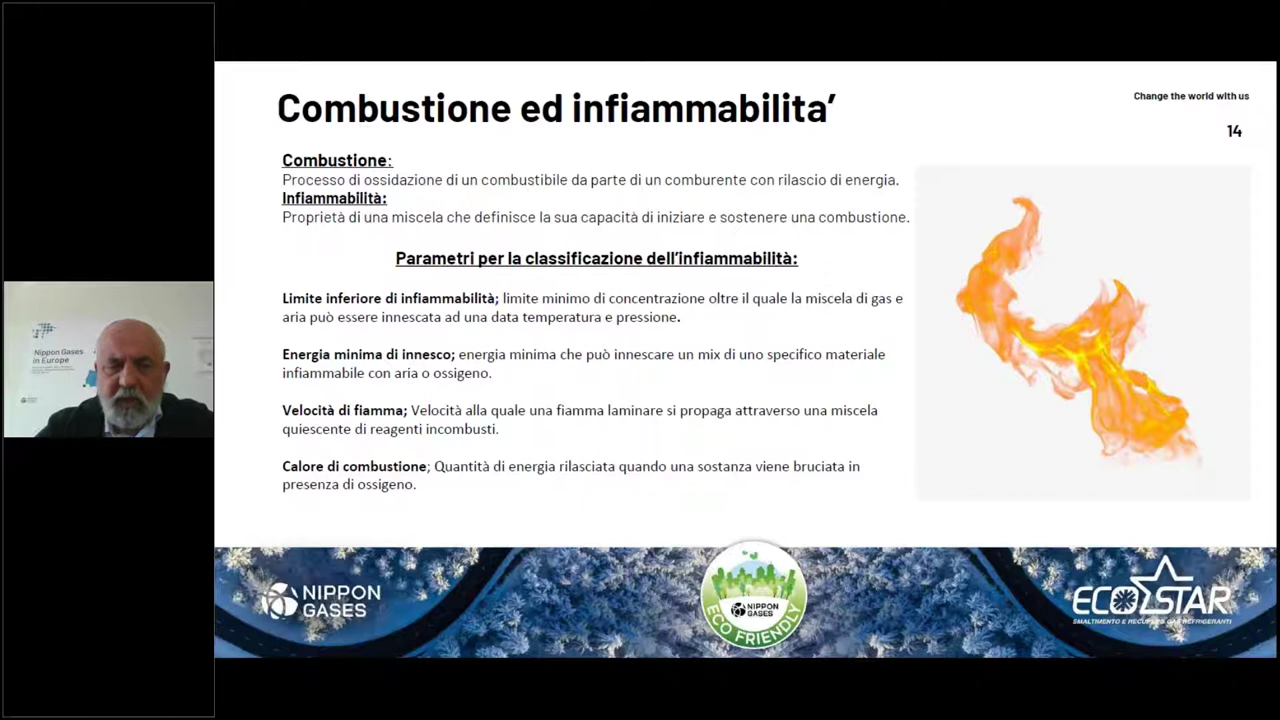 Combustione ed infiammabilita’
Change the world with us
14
Combustione:
Processo di ossidazione di un combustibile da parte di un comburente con rilascio di energia.
Infiammabilità:
Proprietà di una miscela che definisce la sua capacità di iniziare e sostenere una combustione.
Parametri per la classificazione dell’infiammabilità:
Limite inferiore di infiammabilità; limite minimo di concentrazione oltre il quale la miscela di gas e
aria può essere innescata ad una data temperatura e pressione.
Energia minima di innesco; energia minima che può innescare un mix di uno specifico materiale
infiammabile con aria o ossigeno.
Velocità di fiamma; Velocità alla quale una fiamma laminare si propaga attraverso una miscela
quiescente di reagenti incombusti.
Calore di combustione; Quantità di energia rilasciata quando una sostanza viene bruciata in
presenza di ossigeno.
Nippon Gases
in Europe
NIPPON
GASES
NIPPON
GASES
ECO FRIENDLY
ECO STAR
SMALTIMENTO E RECUPERO GAS REFRIGERANTI